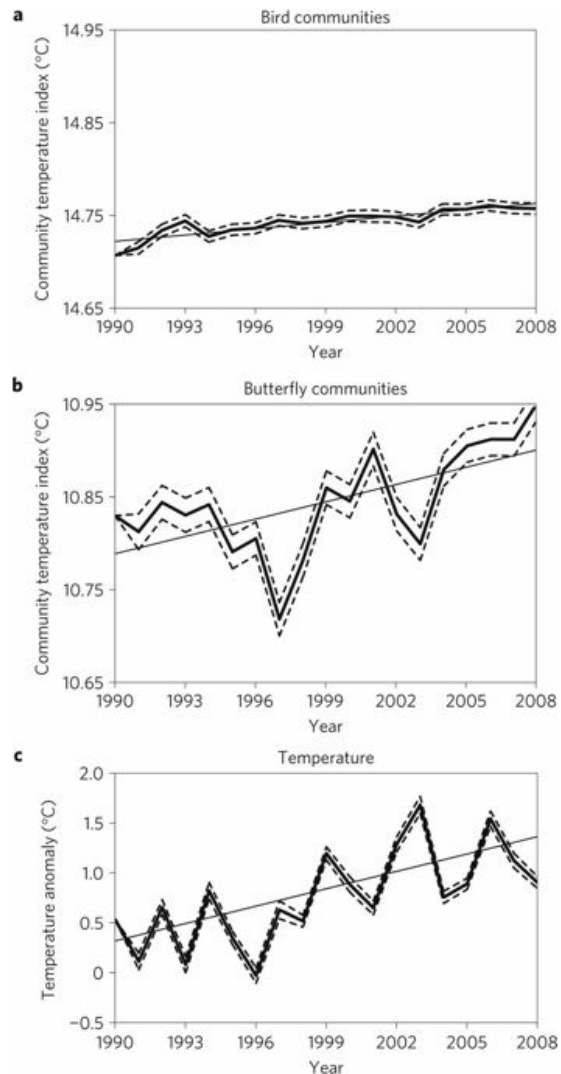 a
Bird communities
Community temperature index (°C)
14.95
14.85
14.75
14.65
1990 1993 1996 1999 2002 2005 2008
Year
b
Butterfly communities
Community temperature index (°C)
10.95
10.85
10.75
10.65
1990 1993 1996 1999 2002 2005 2008
Year
c
Temperature
Temperature anomaly (°C)
2.0
1.5
1.0
0.5
0
−0.5
1990 1993 1996 1999 2002 2005 2008
Year